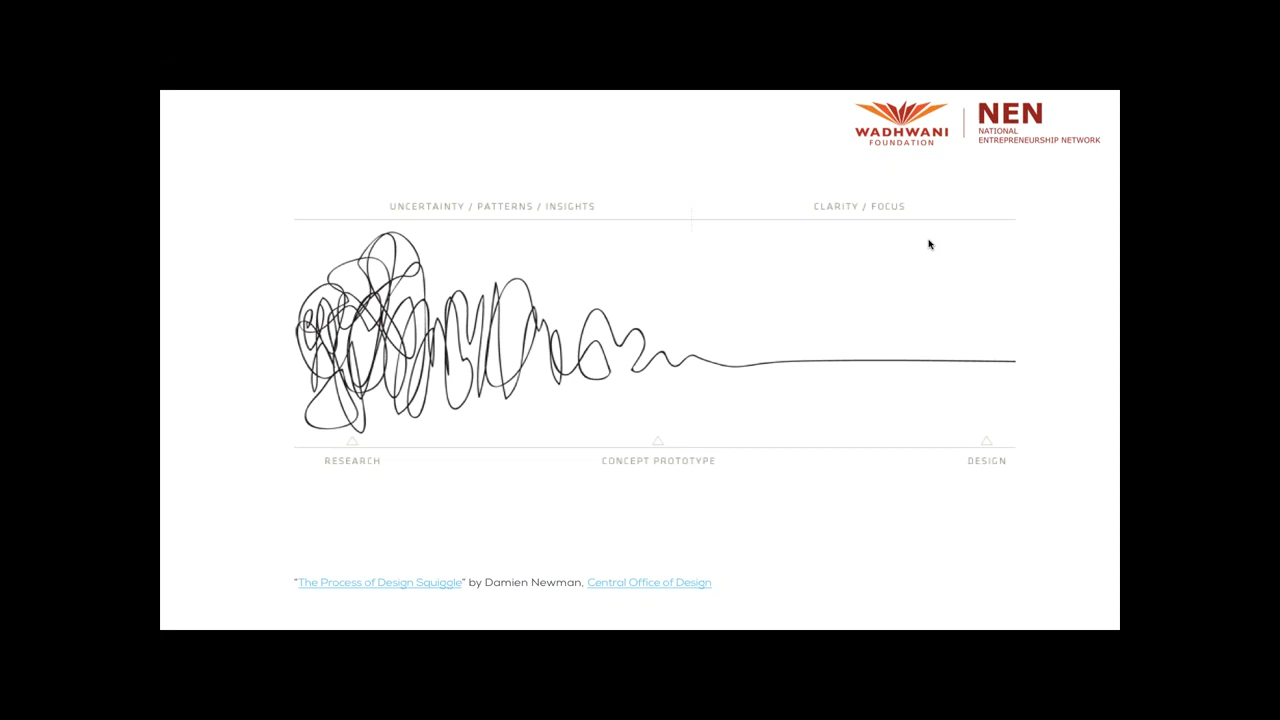 WADHWANI
FOUNDATION
NEN
NATIONAL
ENTREPRENEURSHIP NETWORK
UNCERTAINTY / PATTERNS / INSIGHTS
CLARITY / FOCUS
RESEARCH
CONCEPT PROTOTYPE
DESIGN
“The Process of Design Squiggle” by Damien Newman, Central Office of Design